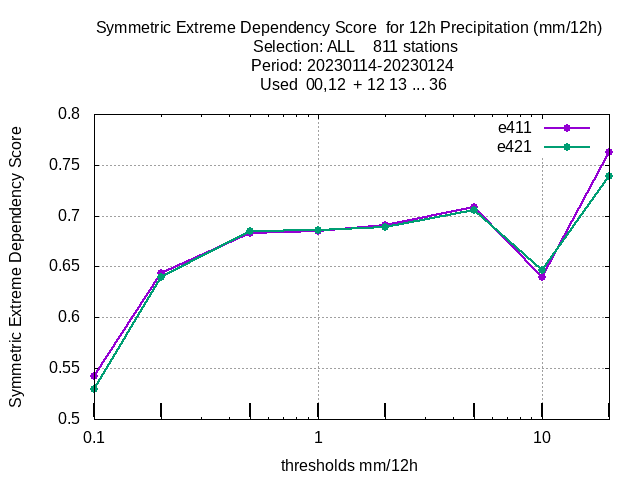 Symmetric Extreme Dependency Score  for 12h Precipitation (mm/12h)
Selection: ALL    811 stations
Period: 20230114-20230124
Used  00,12  + 12 13 ... 36
e411
e421
Symmetric Extreme Dependency Score
0.8
0.75
0.7
0.65
0.6
0.55
0.5
0.1 1 10
thresholds mm/12h